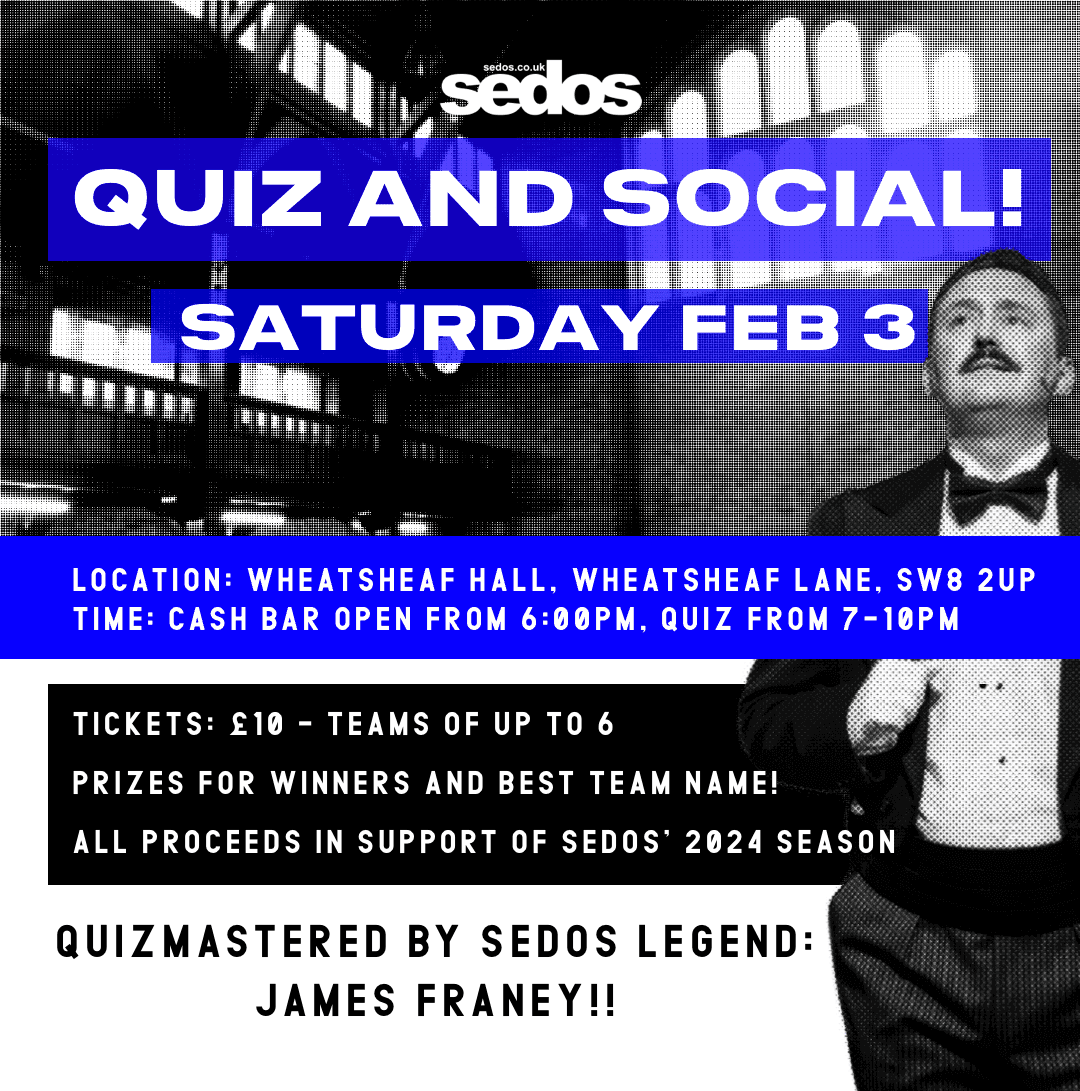 sedos.co.uk
sedos
QUIZ AND SOCIAL!
SATURDAY FEB 3
LOCATION: WHEATSHEAF HALL, WHEATSHEAF LANE, SW8 2UP
TIME: CASH BAR OPEN FROM 6:00PM, QUIZ FROM 7-10PM
TICKETS: £10 - TEAMS OF UP TO 6
PRIZES FOR WINNERS AND BEST TEAM NAME!
ALL PROCEEDS IN SUPPORT OF SEDOS' 2024 SEASON
QUIZMASTERED BY SEDOS LEGEND:
JAMES FRANEY!!